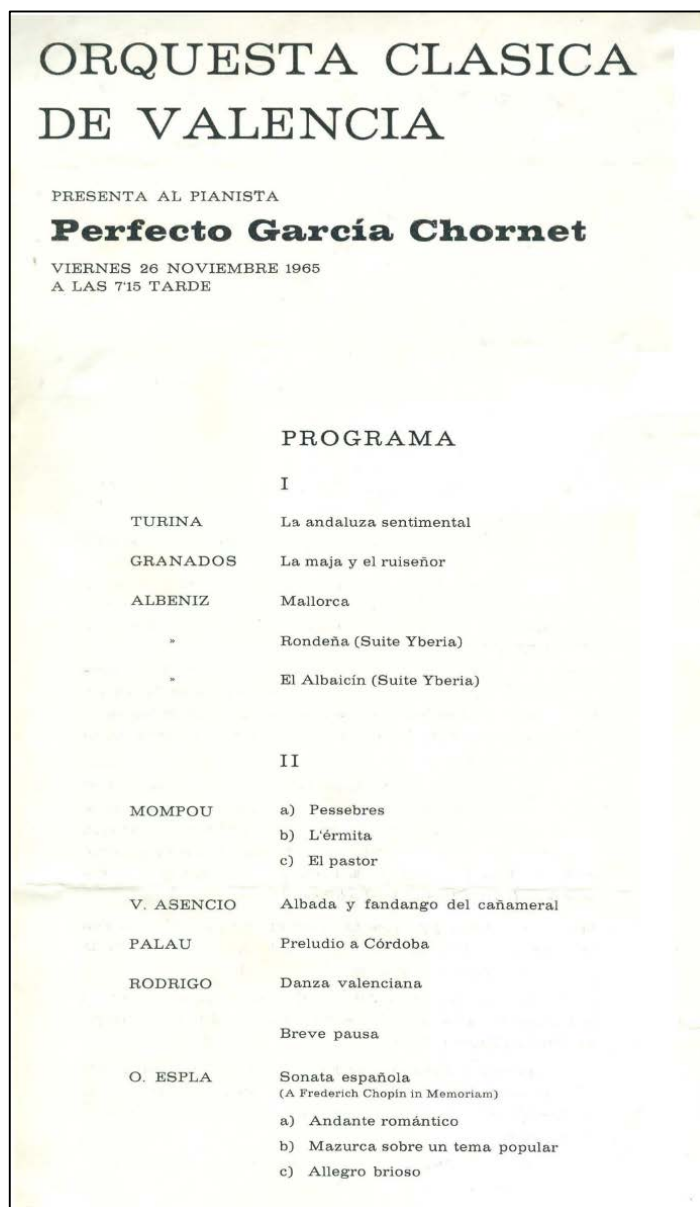 ORQUESTA CLASICA
DE VALENCIA
PRESENTA AL PIANISTA
Perfecto García Chornet
VIERNES 26 NOVIEMBRE 1965
A LAS 7'15 TARDE
PROGRAMA
I
TURINA La andaluza sentimental
GRANADOS La maja y el ruiseñor
ALBENIZ Mallorca
» Rondeña (Suite Yberia)
» El Albaicín (Suite Yberia)
II
MOMPOU a) Pessebres
b) L'érmita
c) El pastor
V. ASENCIO Albada y fandango del cañameral
PALAU Preludio a Córdoba
RODRIGO Danza valenciana
Breve pausa
O. ESPLA Sonata española
(A Frederich Chopin in Memoriam)
a) Andante romántico
b) Mazurca sobre un tema popular
c) Allegro brioso